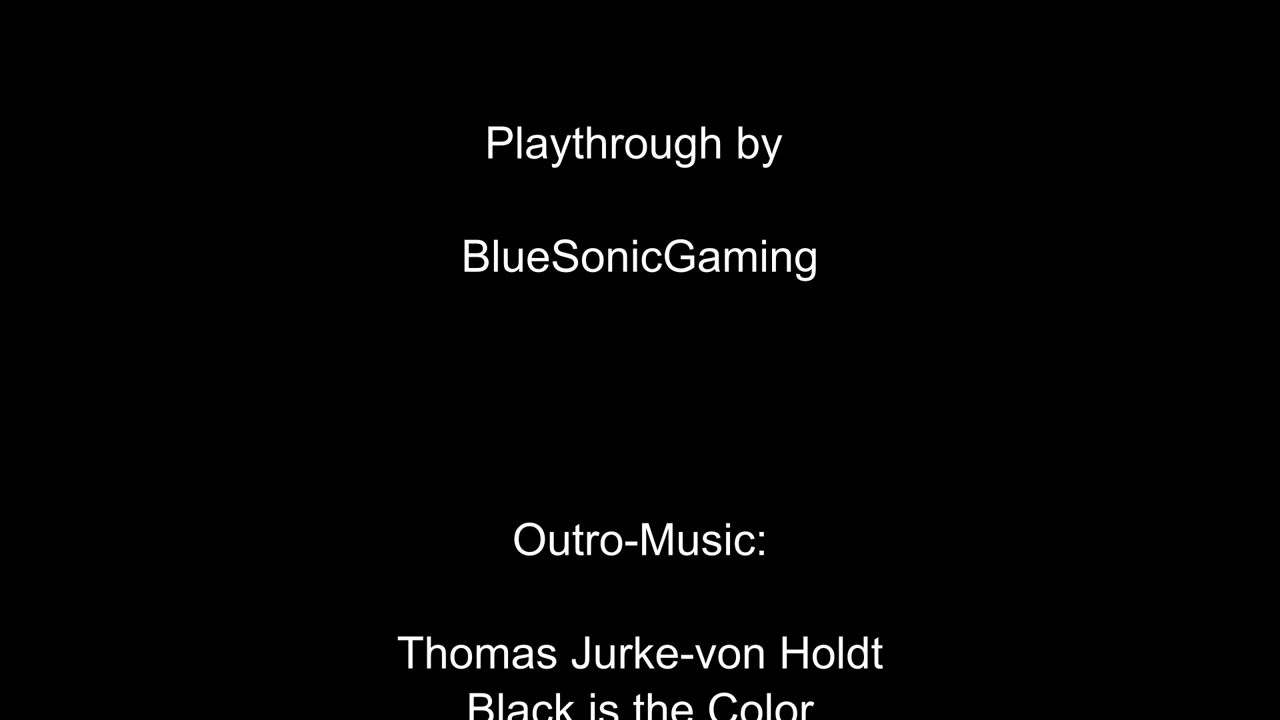 Playthrough by
BlueSonicGaming
Outro-Music:
Thomas Jurke-von Holdt
Black is the Color